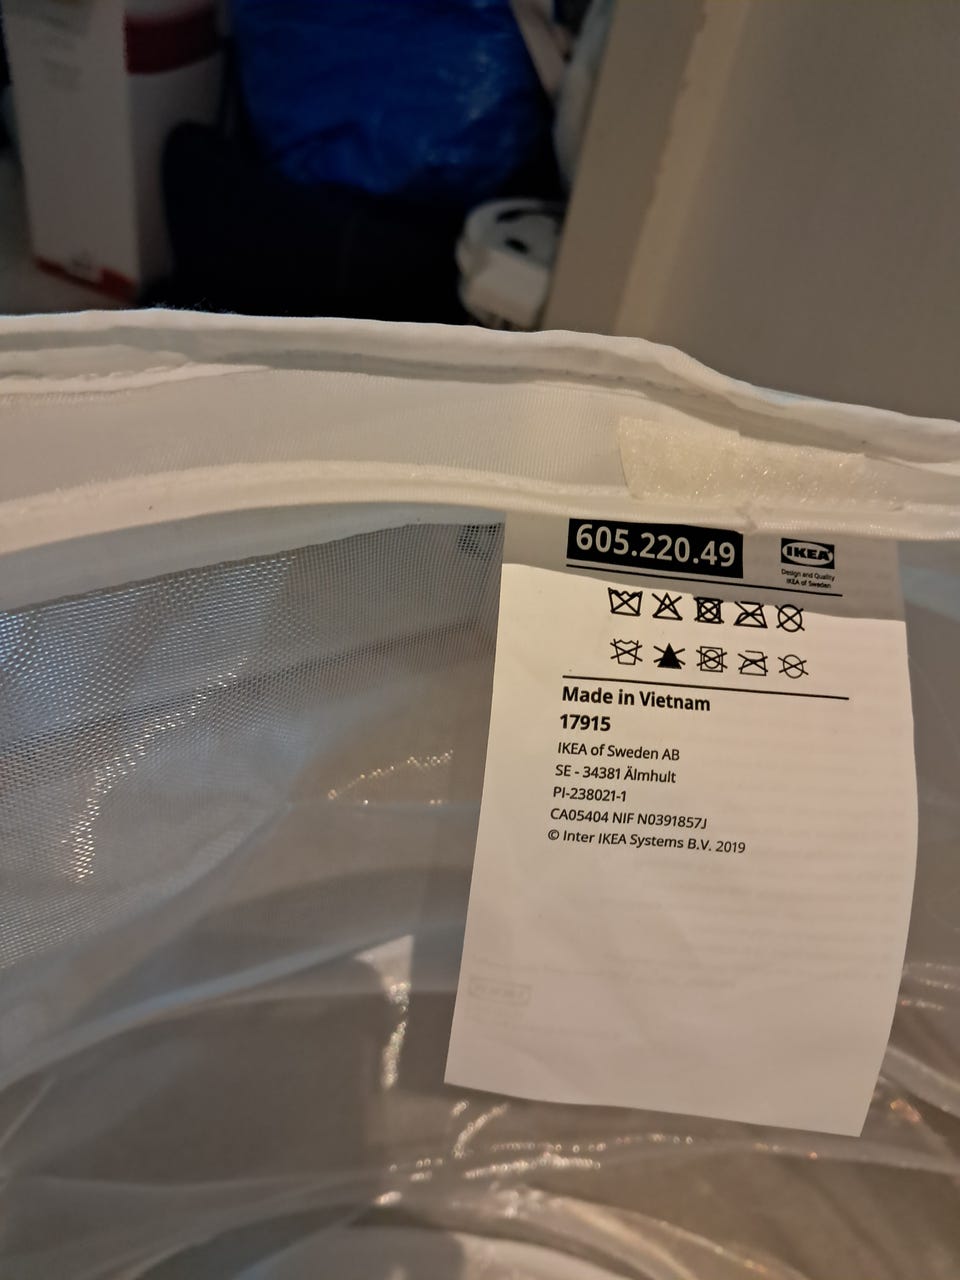 605.220.49
IKEA
Design and Quality
IKEA of Sweden
Made in Vietnam
17915
IKEA of Sweden AB
SE - 34381 Älmhult
PI-238021-1
CA05404 NIF N0391857J
© Inter IKEA Systems B.V. 2019